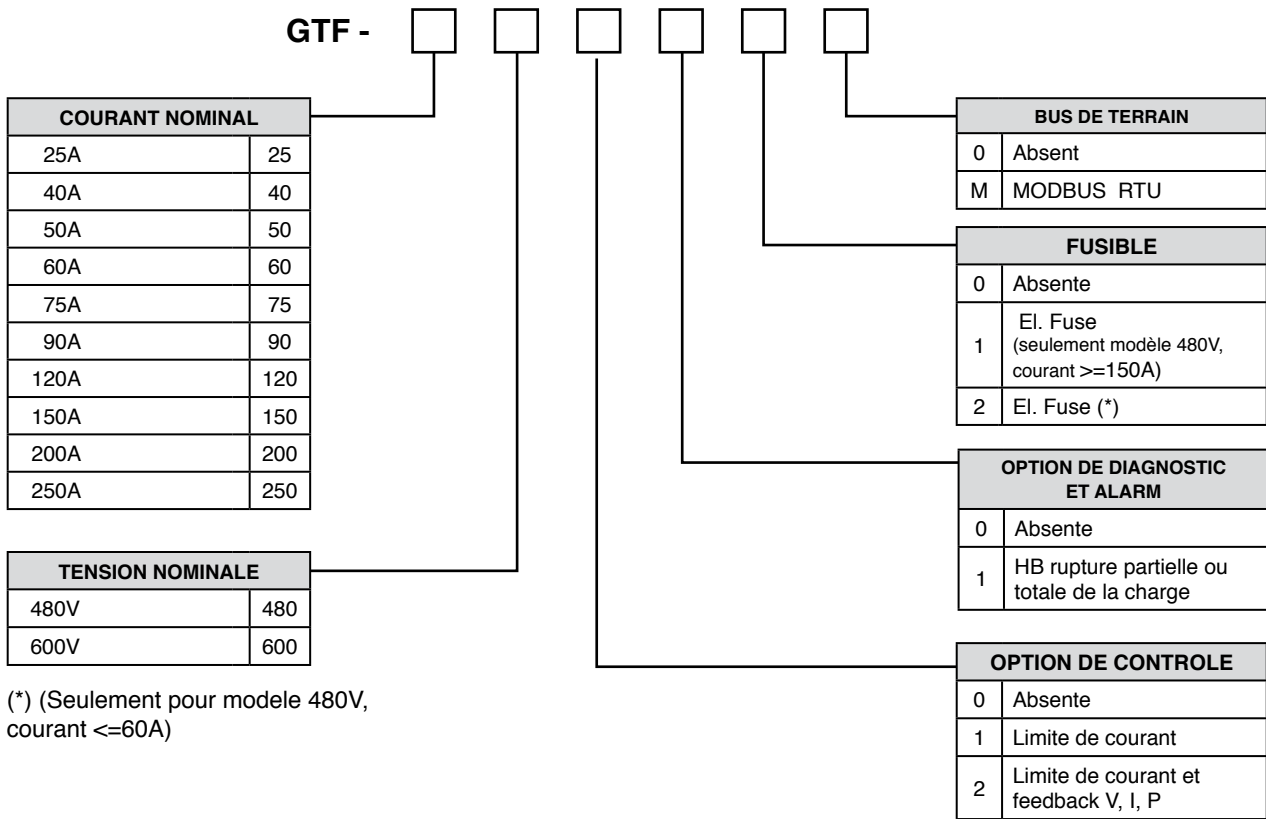 GTF -
COURANT NOMINAL
25A 25
40A 40
50A 50
60A 60
75A 75
90A 90
120A 120
150A 150
200A 200
250A 250
TENSION NOMINALE
480V 480
600V 600
(*) (Seulement pour modele 480V,
courant <=60A)
BUS DE TERRAIN
0 Absent
M MODBUS RTU
FUSIBLE
0 Absente
1 El. Fuse
(seulement modèle 480V,
courant >=150A)
2 El. Fuse (*)
OPTION DE DIAGNOSTIC
ET ALARM
0 Absente
1 HB rupture partielle ou
totale de la charge
OPTION DE CONTROLE
0 Absente
1 Limite de courant
2 Limite de courant et
feedback V, I, P